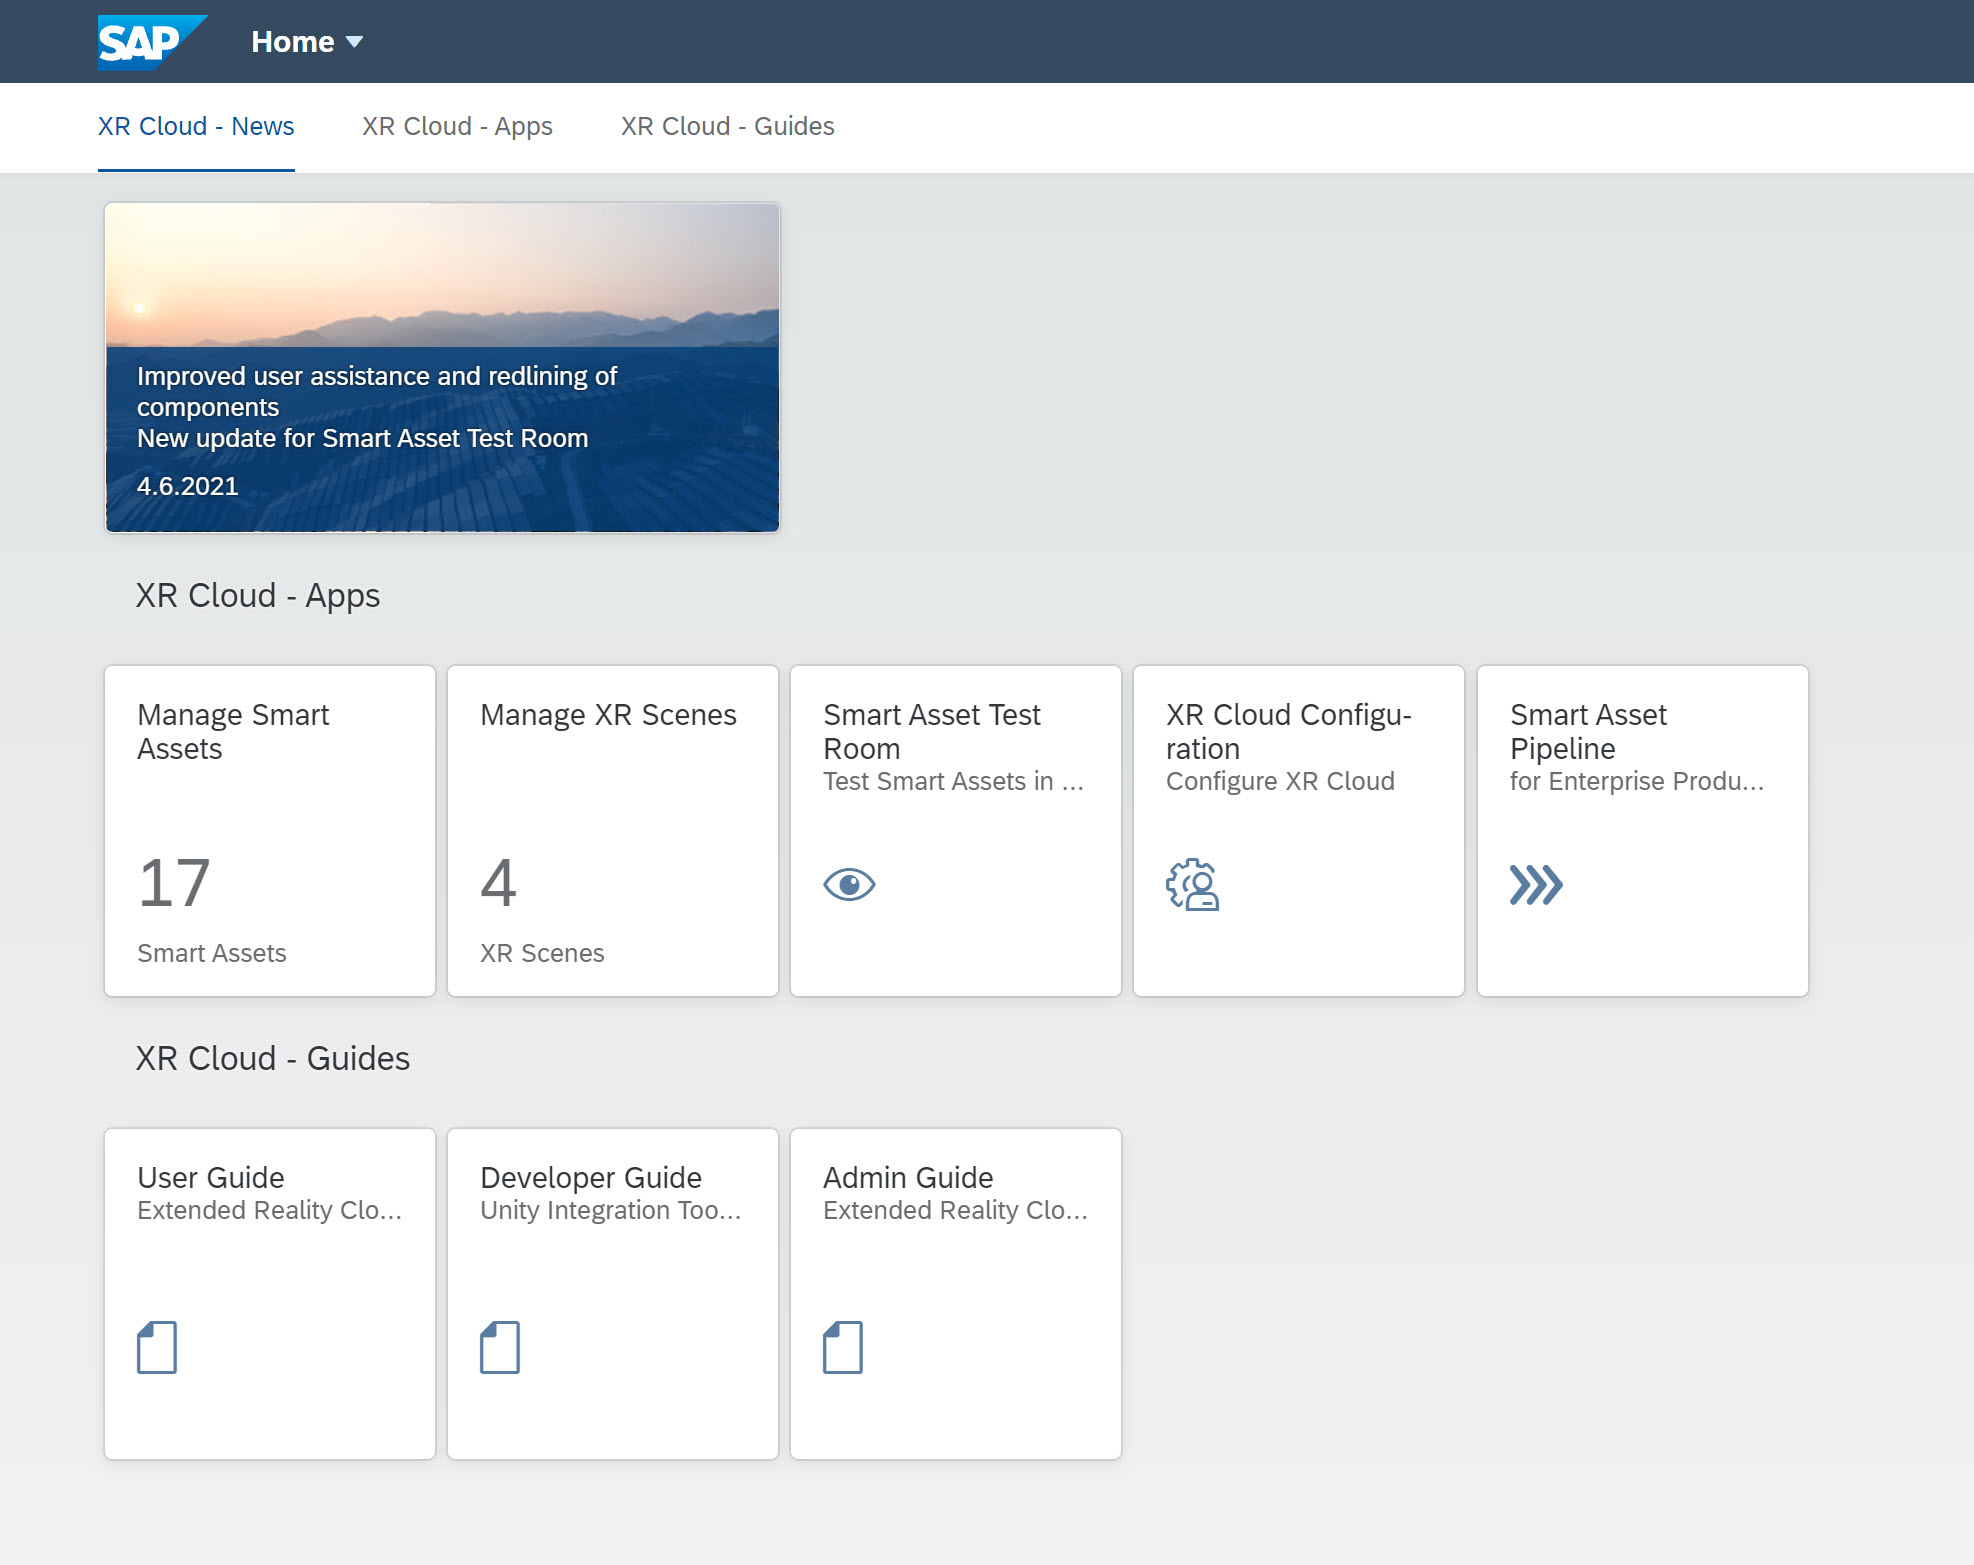 SAP
Home
XR Cloud - News
XR Cloud - Apps
XR Cloud - Guides
Improved user assistance and redlining of
components
New update for Smart Asset Test Room
4.6.2021
XR Cloud - Apps
Manage Smart
Assets
17
Smart Assets
Manage XR Scenes
4
XR Scenes
Smart Asset Test
Room
Test Smart Assets in ...
XR Cloud Configu-
ration
Configure XR Cloud
Smart Asset
Pipeline
for Enterprise Produ...
XR Cloud - Guides
User Guide
Extended Reality Clo...
Developer Guide
Unity Integration Too...
Admin Guide
Extended Reality Clo...